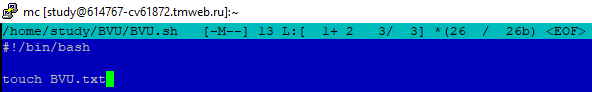 mc [study@614767-cv61872.tmweb.ru]:~
/home/study/BVU/BVU.sh [-M--] 13 L:[ 1+ 2 3/ 3] *(26 / 26b) <EOF>
#!/bin/bash
touch BVU.txt